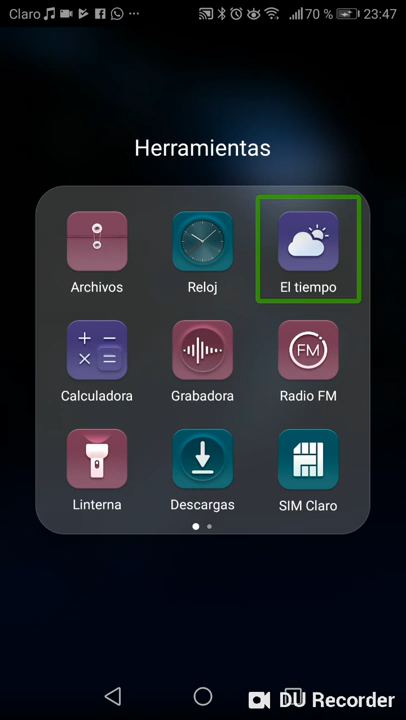 Claro ... 70 % 23:47
Herramientas
Archivos Reloj El tiempo
Calculadora Grabadora FM Radio FM
Linterna Descargas SIM Claro
DU Recorder